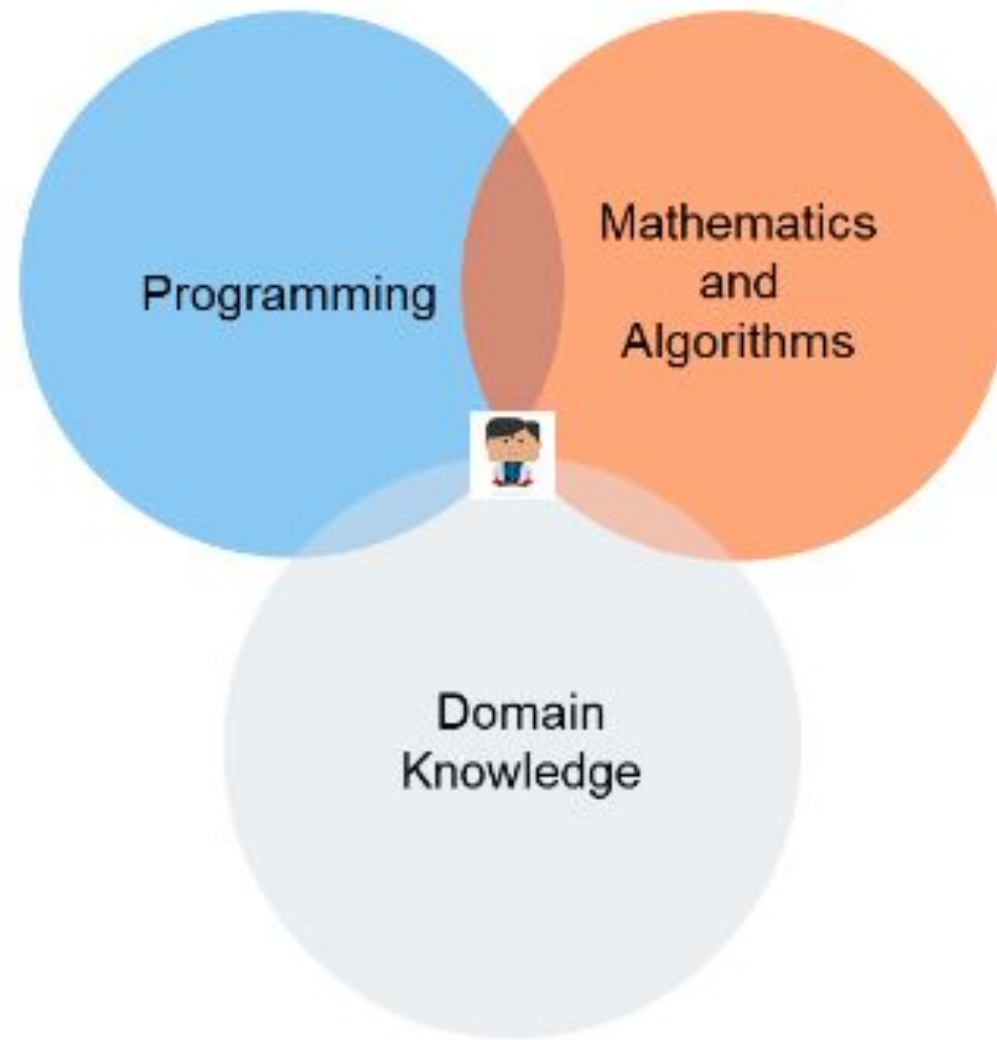 Programming
Mathematics
and
Algorithms
Domain
Knowledge